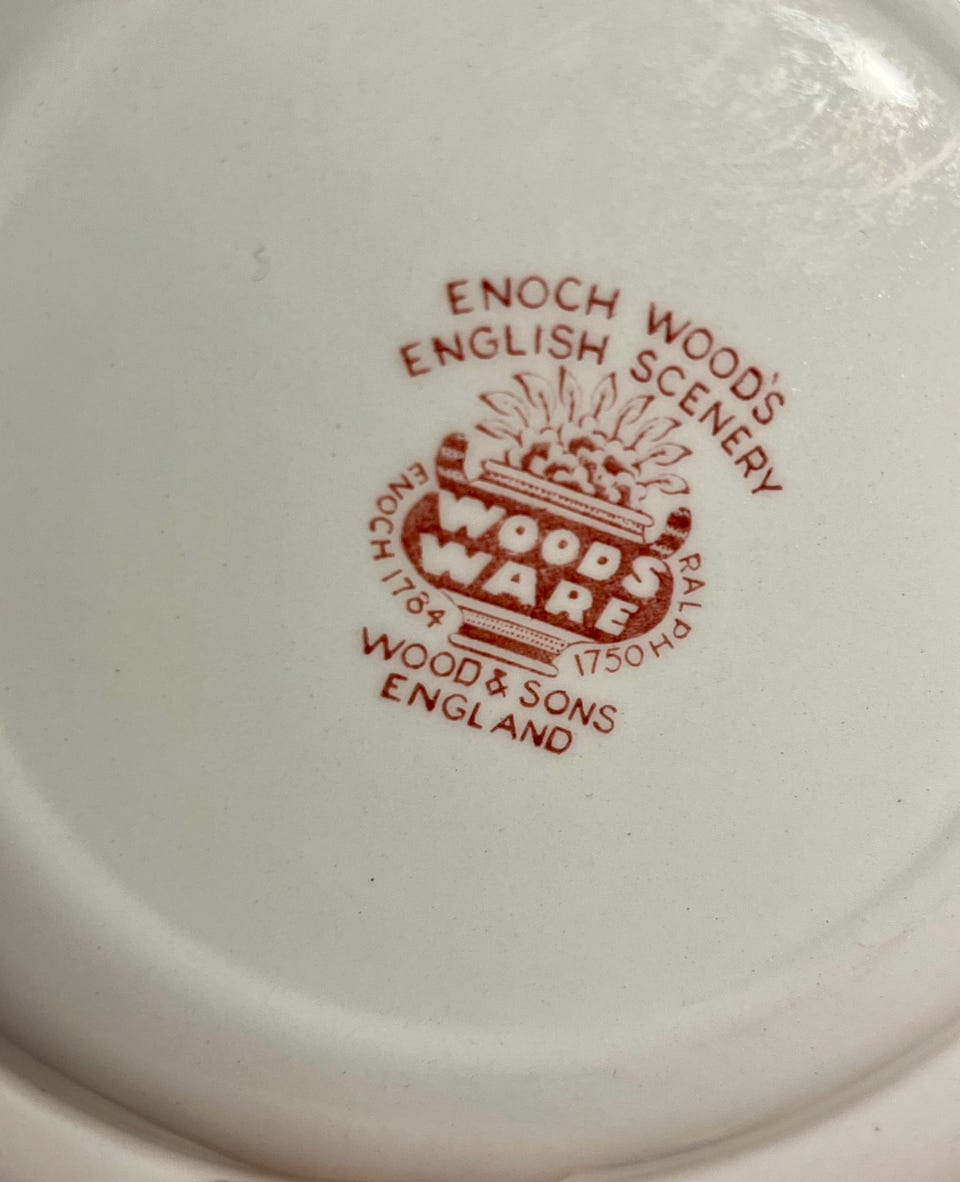 ENOCH WOOD'S
ENGLISH SCENERY
WOODS
WARE
ENOCH 1784
RALPH 1750
WOOD & SONS
ENGLAND